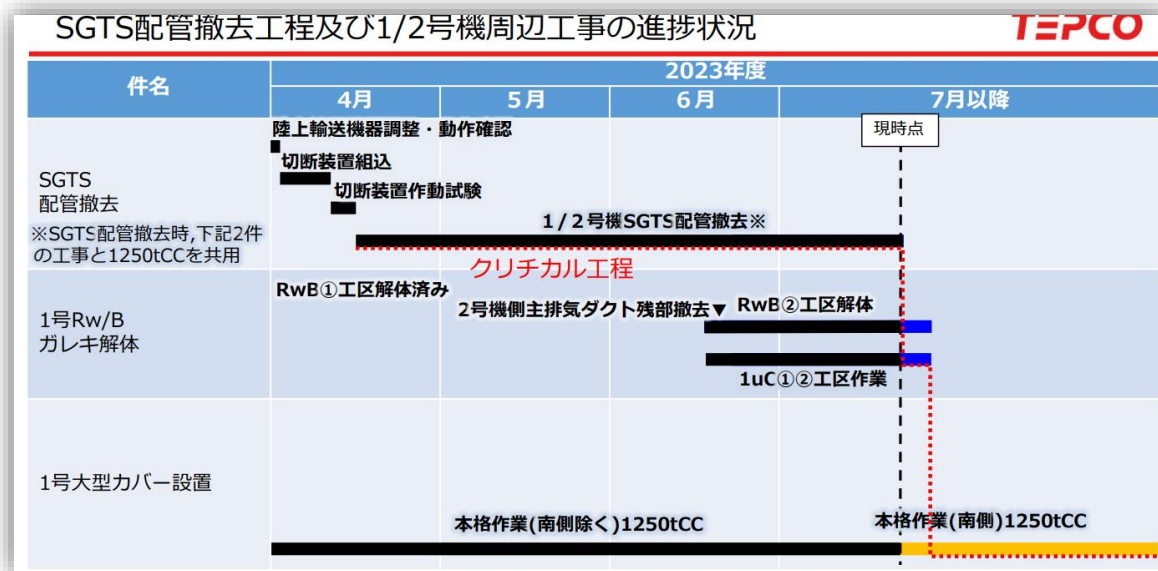 SGTS配管撤去工程及び1/2号機周辺工事の進捗状況
TEPCO
件名
2023年度
4月
5月
6月
7月以降
陸上輸送機器調整・動作確認
現時点
切断装置組込
SGTS
配管撤去
切断装置作動試験
※SGTS配管撤去時,下記2件
の工事と1250tCCを共用
1/2号機SGTS配管撤去※
クリチカル工程
RwB①工区解体済み
2号機側主排気ダクト残部撤去▼
RwB②工区解体
1号Rw/B
ガレキ解体
1uC①②工区作業
1号大型カバー設置
本格作業(南側除く)1250tCC
本格作業(南側)1250tCC